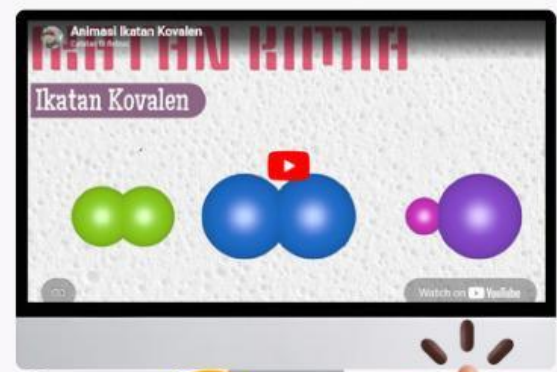 Animasi Ikatan Kovalen
IKATAN KIMIA
Ikatan Kovalen
Watch on YouTube